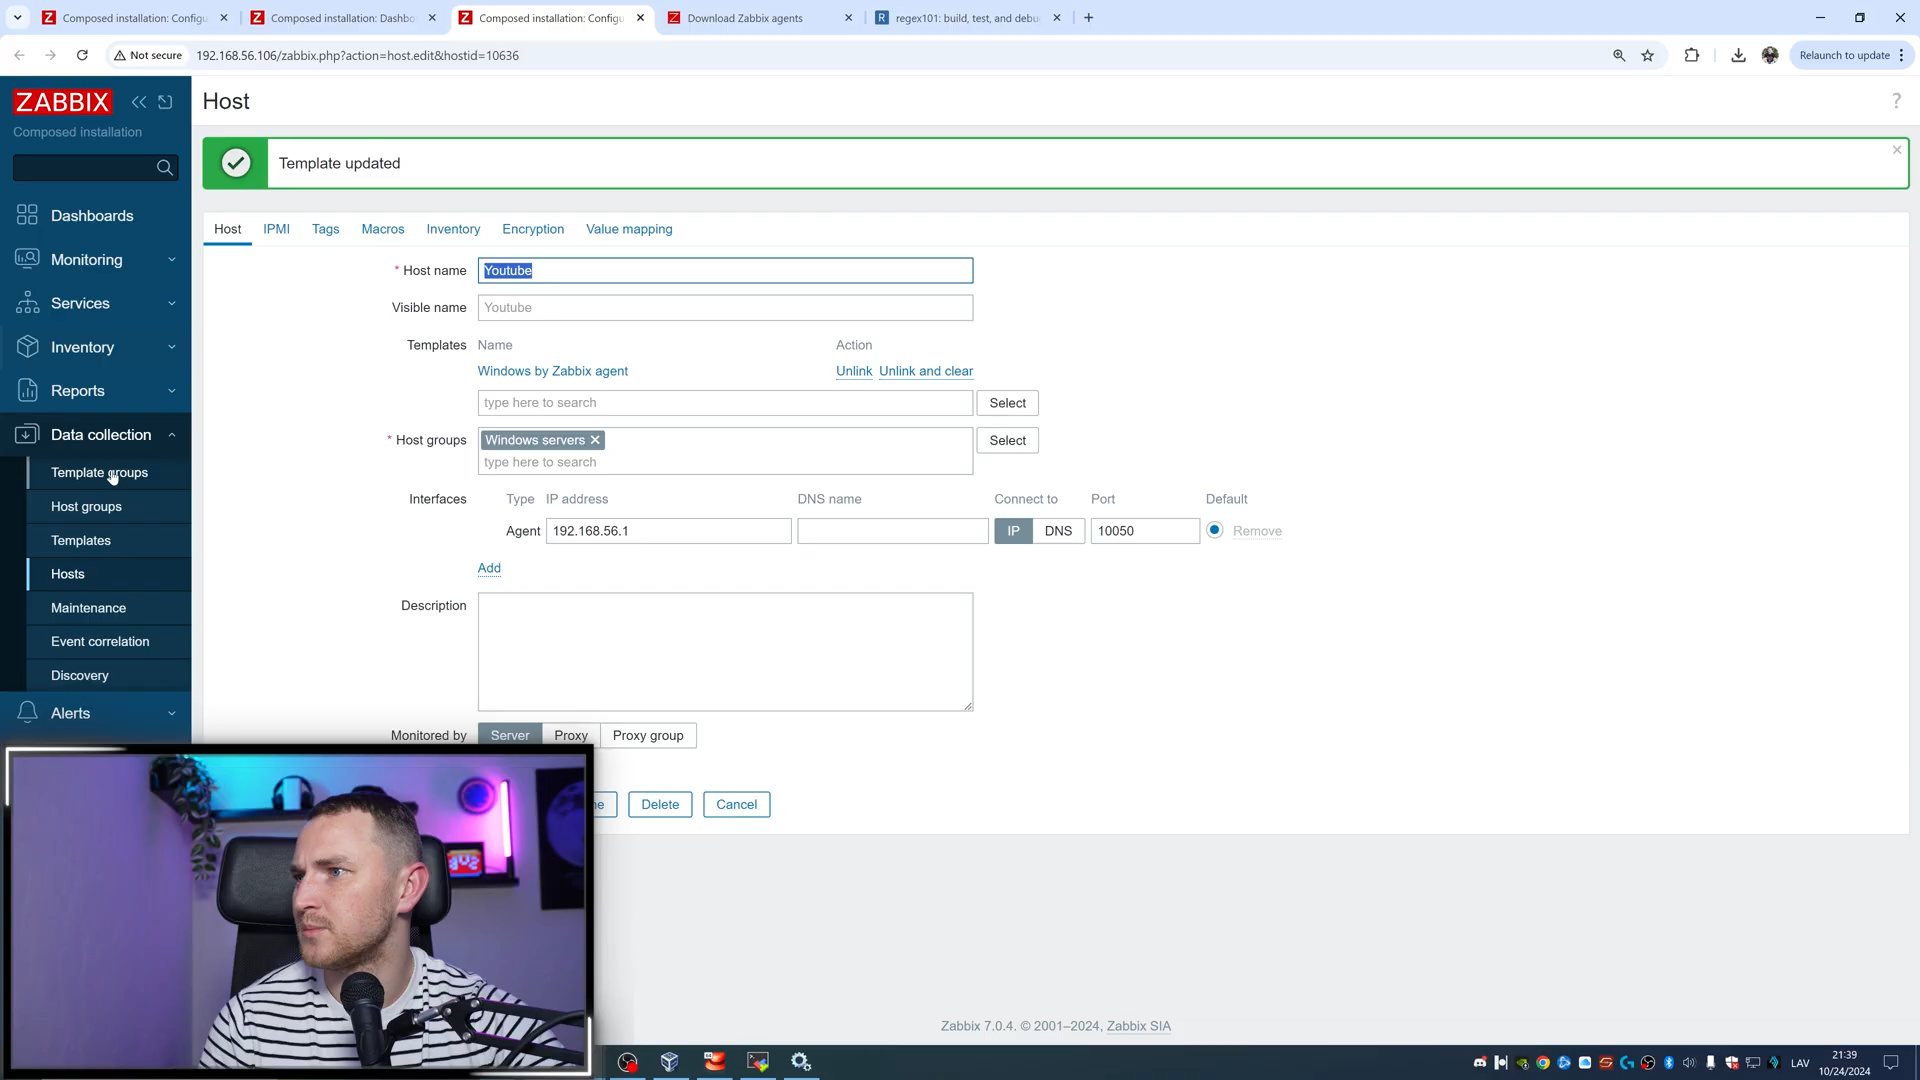 Composed installation: Configu
Composed installation: Dashbo
Composed installation: Configu
Download Zabbix agents
regex101: build, test, and debu
Not secure
192.168.56.106/zabbix.php?action=host.edit&hostid=10636
Relaunch to update
ZABBIX
Composed installation
Dashboards
Monitoring
Services
Inventory
Reports
Data collection
Template groups
Host groups
Templates
Hosts
Maintenance
Event correlation
Discovery
Alerts
Host
?
Template updated
Host IPMI Tags Macros Inventory Encryption Value mapping
* Host name Youtube
Visible name Youtube
Templates Name Action
Windows by Zabbix agent Unlink Unlink and clear
type here to search Select
* Host groups Windows servers Select
type here to search
Interfaces Type IP address DNS name Connect to Port Default
Agent 192.168.56.1 IP DNS 10050 Remove
Add
Description
Monitored by Server Proxy Proxy group
ne Delete Cancel
Zabbix 7.0.4. © 2001–2024, Zabbix SIA
LAV
21:39
10/24/2024